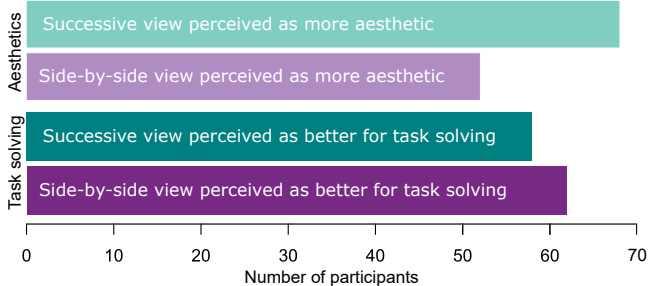 Aesthetics
Successive view perceived as more aesthetic
Side-by-side view perceived as more aesthetic
Task solving
Successive view perceived as better for task solving
Side-by-side view perceived as better for task solving
0 10 20 30 40 50 60 70
Number of participants